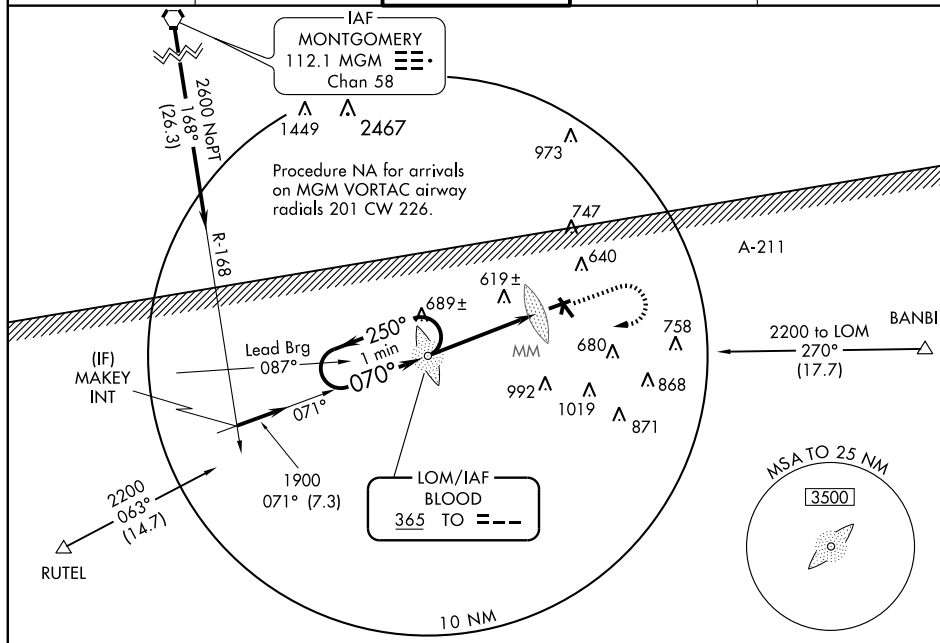 IAF
MONTGOMERY
112.1 MGM
Chan 58
2600 NoPT
168°
(26.3)
1449
2467
973
Procedure NA for arrivals
on MGM VORTAC airway
radials 201 CW 226.
747
A-211
R-168
640
619±
689±
250°
1 min
070°
Lead Brg
087°
MM
758
680
2200 to LOM
270°
(17.7)
BANBI
(IF)
MAKEY
INT
071°
992
1019
868
871
1900
071° (7.3)
2200
063°
(14.7)
RUTEL
LOM/IAF
BLOOD
365 TO
MSA TO 25 NM
3500
10 NM